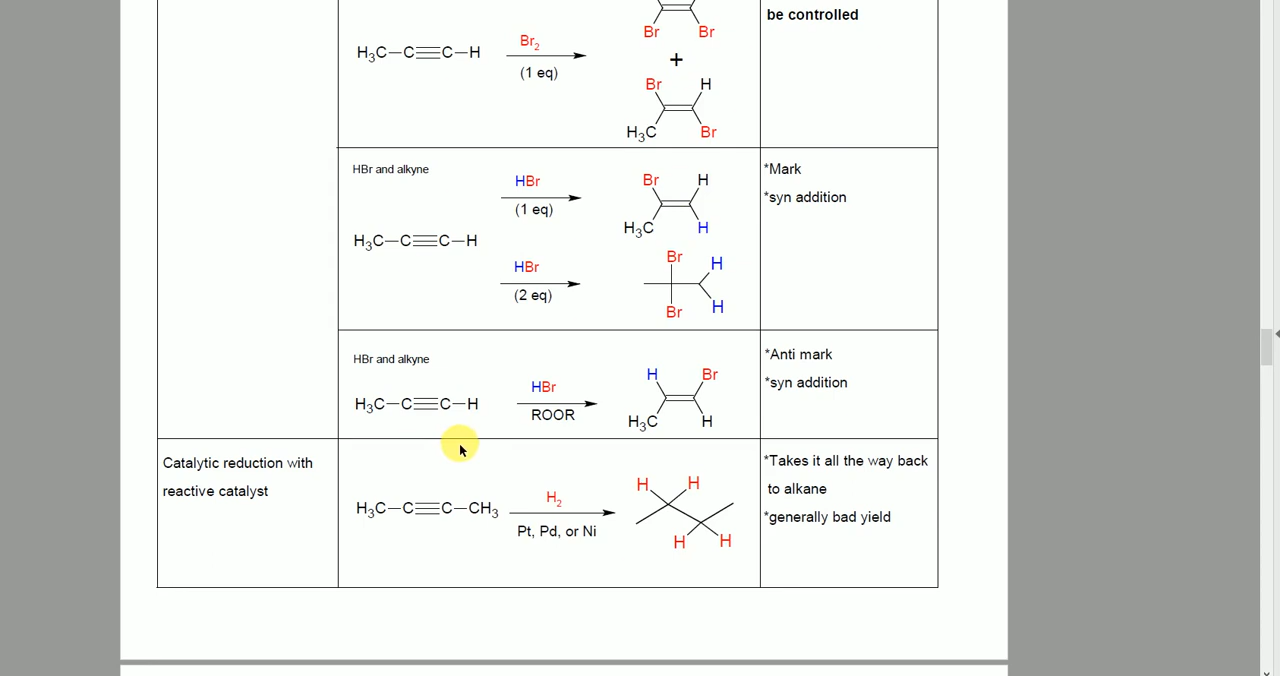 be controlled
Br Br
H₃C–C≡C–H Br₂
(1 eq)
+
Br H
H₃C Br
HBr and alkyne
*Mark
*syn addition
HBr
(1 eq)
Br H
H₃C H
H₃C–C≡C–H
HBr
(2 eq)
Br H
Br H
HBr and alkyne
*Anti mark
*syn addition
H₃C–C≡C–H HBr
ROOR
H Br
H₃C H
Catalytic reduction with
reactive catalyst
H₃C–C≡C–CH₃ H₂
Pt, Pd, or Ni
H H
H H
*Takes it all the way back
to alkane
*generally bad yield